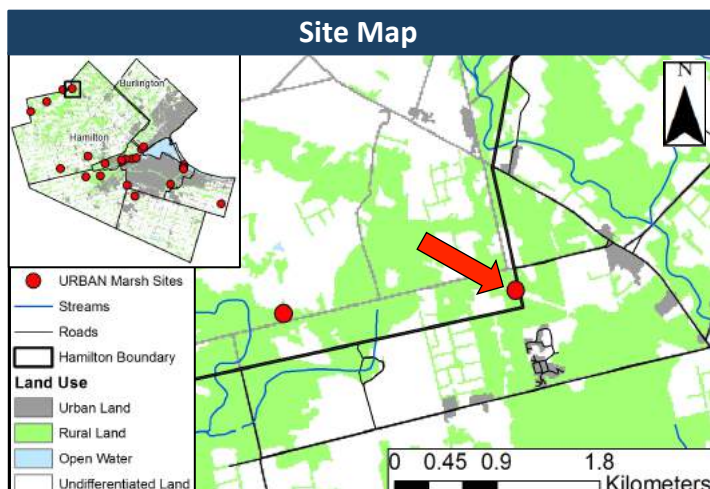 Site Map
Burlington
Hamilton
N
URBAN Marsh Sites
Streams
Roads
Hamilton Boundary
Land Use
Urban Land
Rural Land
Open Water
Undifferentiated Land
0 0.45 0.9 1.8
Kilometers